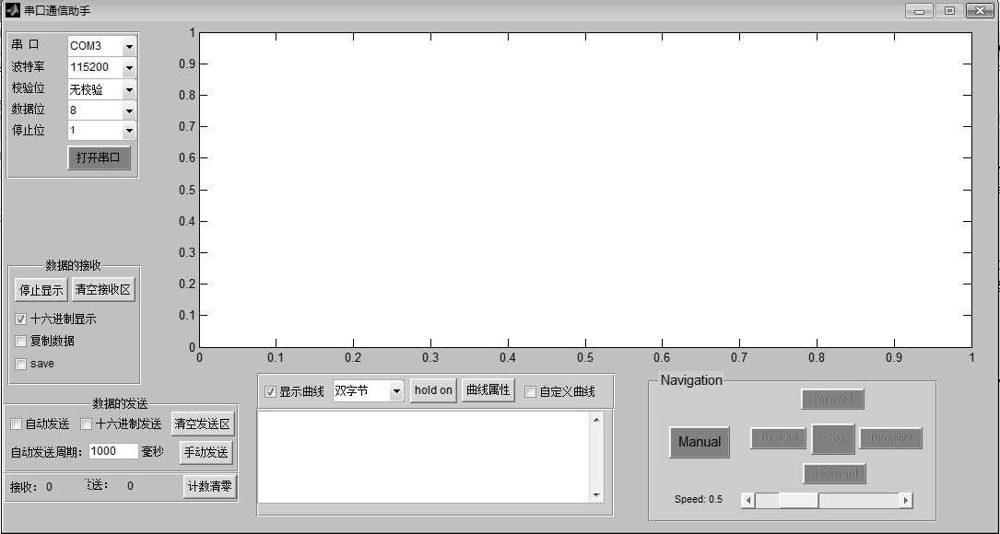 串口通信助手
串 口 COM3
波特率 115200
校验位 无校验
数据位 8
停止位 1
打开串口
1
0.9
0.8
0.7
0.6
0.5
0.4
0.3
0.2
0.1
0
0 0.1 0.2 0.3 0.4 0.5 0.6 0.7 0.8 0.9 1
数据的接收
停止显示 清空接收区
十六进制显示
复制数据
save
数据的发送
自动发送 十六进制发送 清空发送区
自动发送周期: 1000 毫秒 手动发送
接收: 0 送: 0 计数清零
显示曲线 双字节 hold on 曲线属性 自定义曲线
Navigation
Forward
Manual TurnLeft Stop TurnRight
Backward
Speed: 0.5